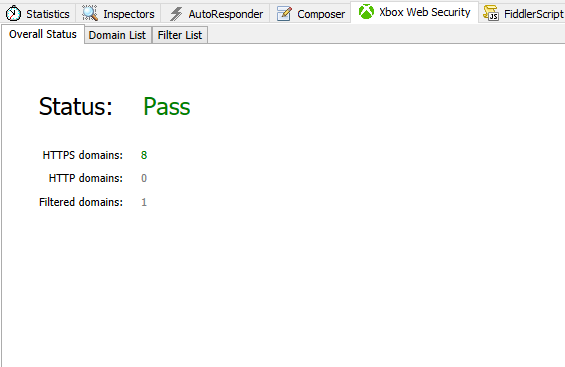 Statistics Inspectors AutoResponder Composer Xbox Web Security FiddlerScript
Overall Status Domain List Filter List
Status: Pass
HTTPS domains: 8
HTTP domains: 0
Filtered domains: 1